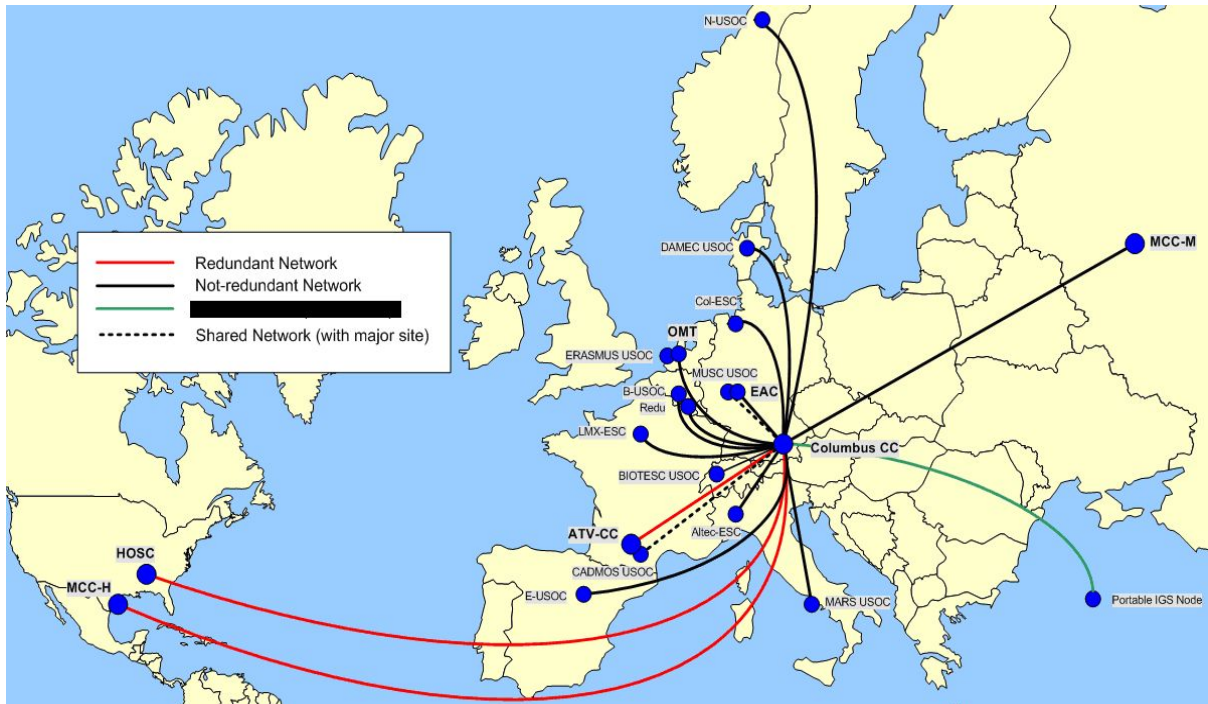 N-USOC
DAMEC USOC
MCC-M
Redundant Network
Not-redundant Network
Shared Network (with major site)
Col-ESC
OMT
ERASMUS USOC
MUSC USOC
EAC
B-USOC
Redu
LMX-ESC
Columbus CC
BIOTESC USOC
ATV-CC
Altec-ESC
HOSC
CADMOS USOC
MCC-H
E-USOC
MARS USOC
Portable IGS Node